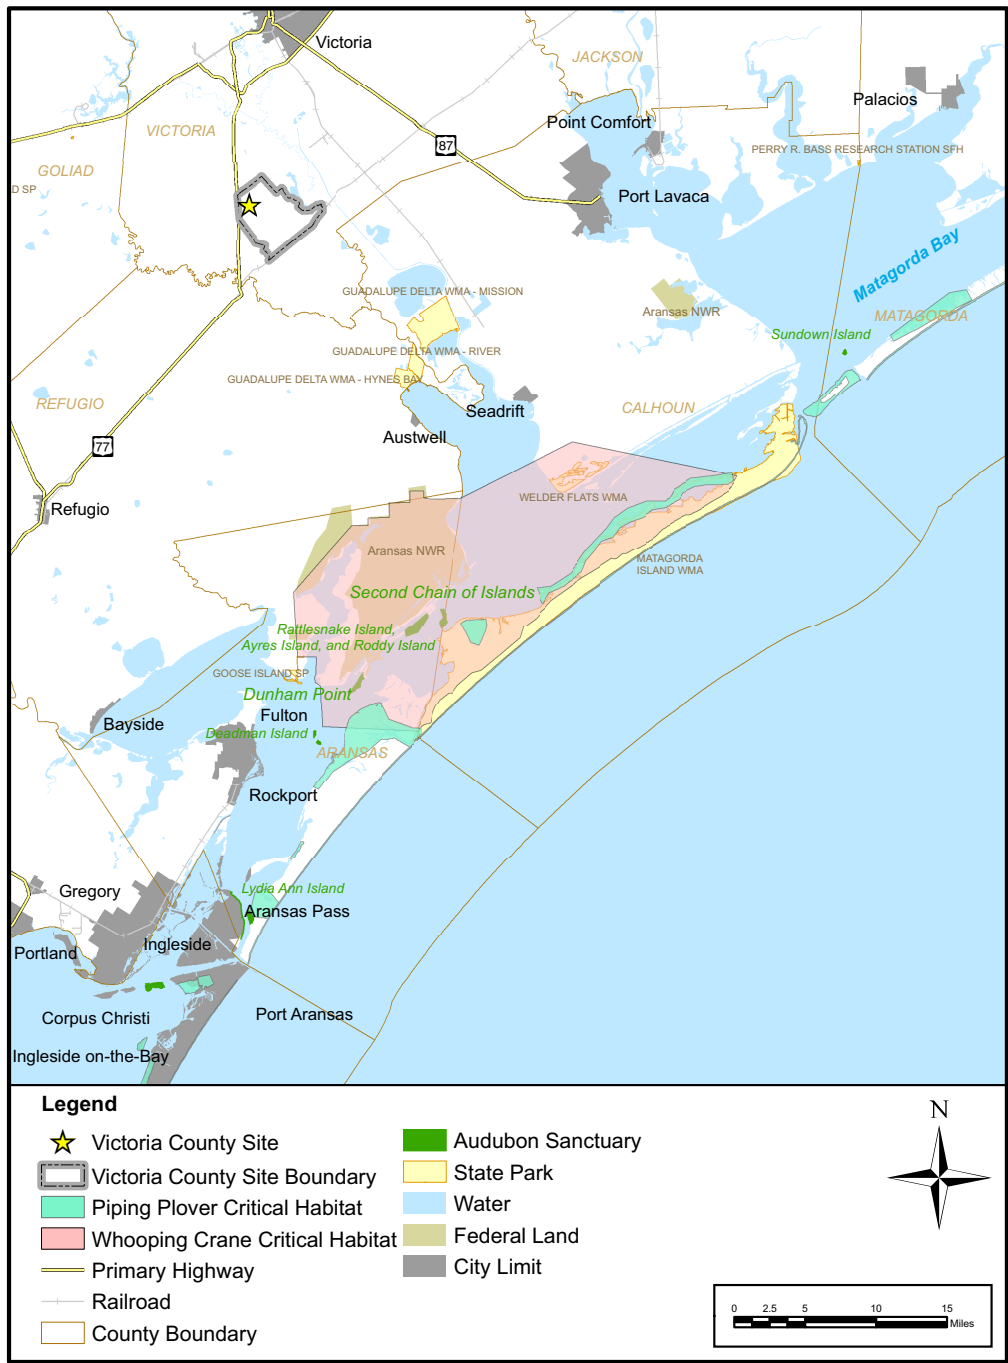 Victoria
JACKSON
Palacios
Point Comfort
VICTORIA
87
PERRY R. BASS RESEARCH STATION SFH
GOLIAD
D SP
Port Lavaca
Matagorda Bay
GUADALUPE DELTA WMA - MISSION
Aransas NWR
MATAGORDA
Sundown Island
GUADALUPE DELTA WMA - RIVER
GUADALUPE DELTA WMA - HYNES BAY
REFUGIO
Seadrift
CALHOUN
Austwell
77
WELDER FLATS WMA
Refugio
Aransas NWR
MATAGORDA
ISLAND WMA
Second Chain of Islands
Rattlesnake Island,
Ayres Island, and Roddy Island
GOOSE ISLAND SP
Dunham Point
Fulton
Bayside
Deadman Island
ARANSAS
Rockport
Gregory
Lydia Ann Island
Aransas Pass
Ingleside
Portland
Corpus Christi
Port Aransas
Ingleside on-the-Bay
Legend
Victoria County Site
Victoria County Site Boundary
Piping Plover Critical Habitat
Whooping Crane Critical Habitat
Primary Highway
Railroad
County Boundary
Audubon Sanctuary
State Park
Water
Federal Land
City Limit
N
0 2.5 5 10 15
Miles